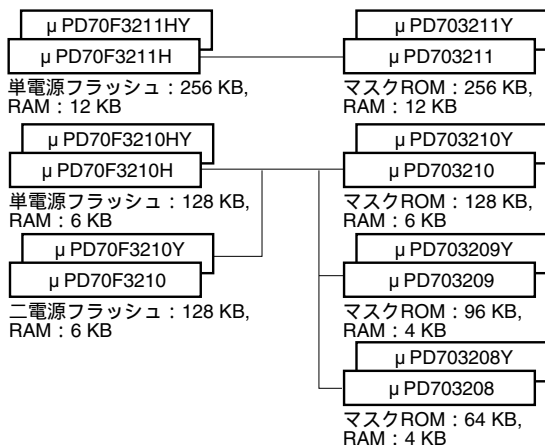 μ PD70F3211HY
μ PD70F3211H
単電源フラッシュ：256 KB,
RAM：12 KB
μ PD70F3210HY
μ PD70F3210H
単電源フラッシュ：128 KB,
RAM：6 KB
μ PD70F3210Y
μ PD70F3210
二電源フラッシュ：128 KB,
RAM：6 KB
μ PD703211Y
μ PD703211
マスクROM：256 KB,
RAM：12 KB
μ PD703210Y
μ PD703210
マスクROM：128 KB,
RAM：6 KB
μ PD703209Y
μ PD703209
マスクROM：96 KB,
RAM：4 KB
μ PD703208Y
μ PD703208
マスクROM：64 KB,
RAM：4 KB